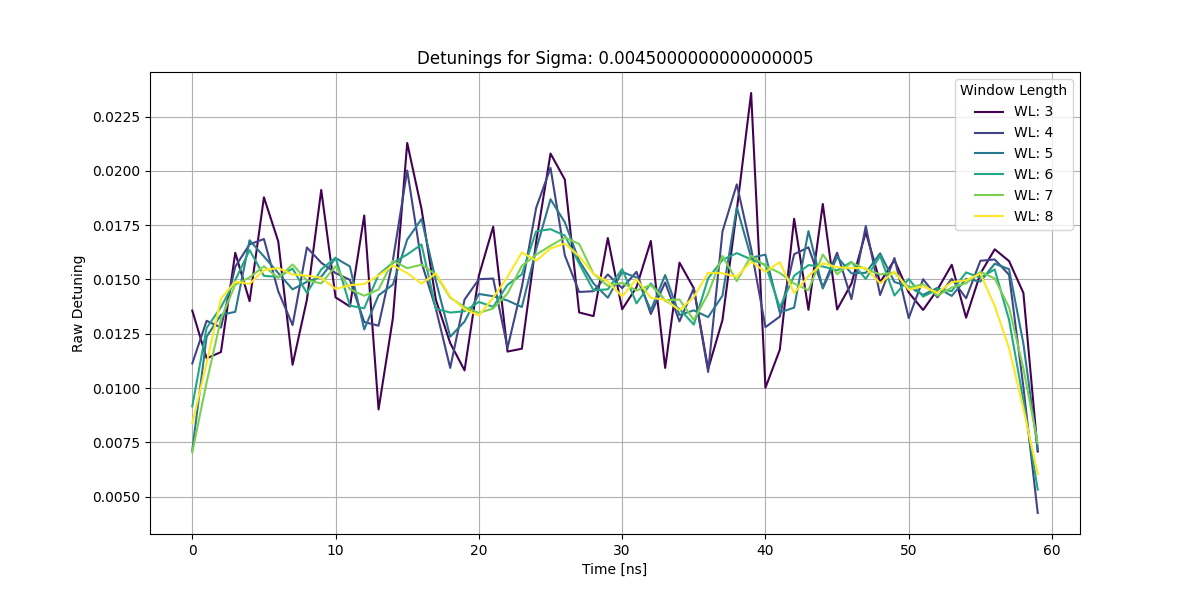 Detunings for Sigma: 0.0045000000000000005
Raw Detuning
0.0225
0.0200
0.0175
0.0150
0.0125
0.0100
0.0075
0.0050
Window Length
WL: 3
WL: 4
WL: 5
WL: 6
WL: 7
WL: 8
0 10 20 30 40 50 60
Time [ns]